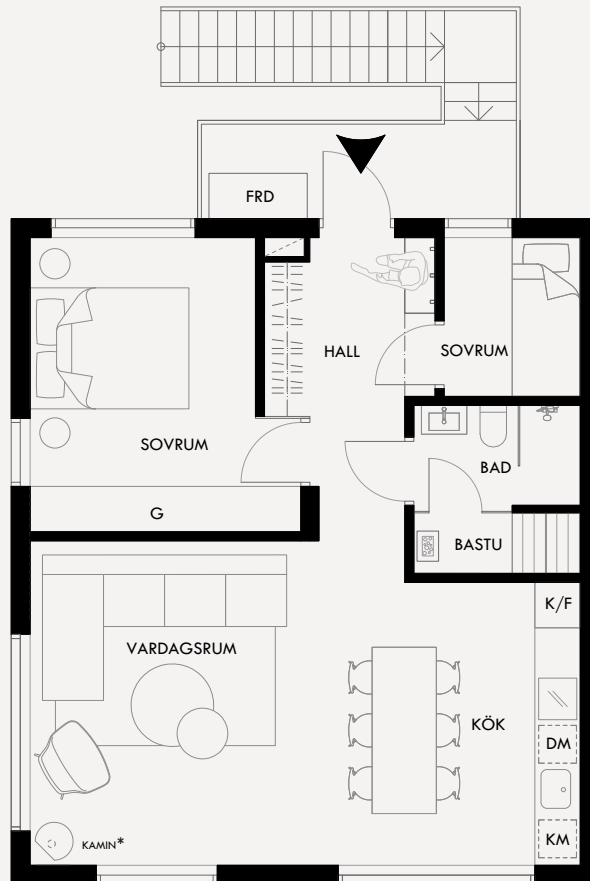 FRD
HALL
SOVRUM
SOVRUM
BAD
G
BASTU
K/F
VARDAGSRUM
KÖK
DM
KM
KAMIN*